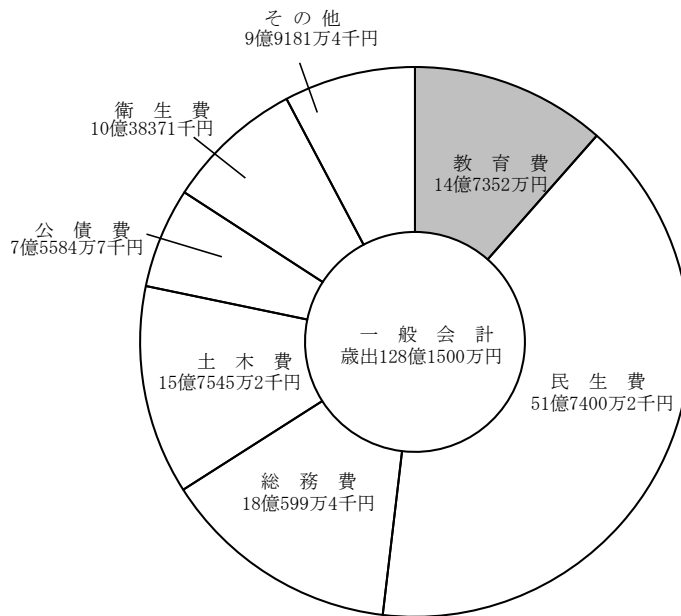 そ の 他
9億9181万4千円
衛 生 費
10億38371千円
公 債 費
7億5584万7千円
教 育 費
14億7352万円
一 般 会 計
歳出128億1500万円
土 木 費
15億7545万2千円
民 生 費
51億7400万2千円
総 務 費
18億599万4千円